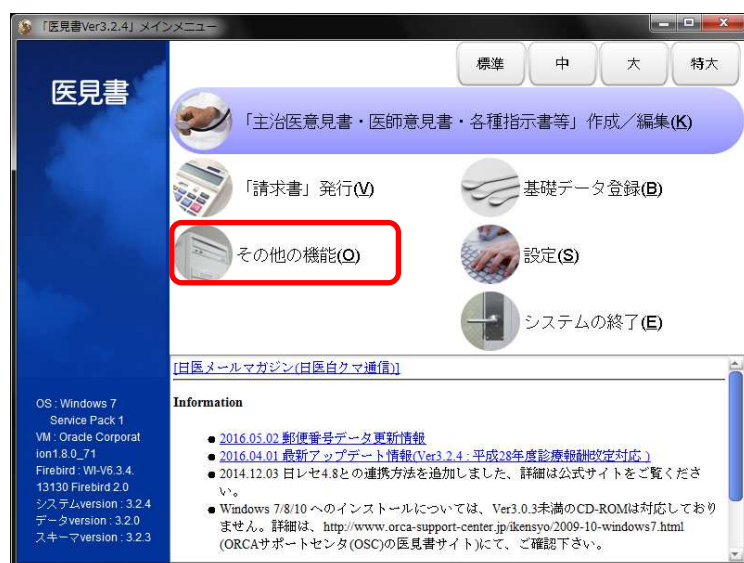 「医見書Ver3.2.4」メインメニュー
医見書
標準
中
大
特大
「主治医意見書・医師意見書・各種指示書等」作成／編集(K)
「請求書」発行(V)
基礎データ登録(B)
その他の機能(O)
設定(S)
システムの終了(E)
[日医メールマガジン(日医白クマ通信)]
Information
2016.05.02 郵便番号データ更新情報
2016.04.01 最新アップデート情報(Ver3.2.4 : 平成28年度診療報酬改定対応 )
2014.12.03 日レセ4.8との連携方法を追加しました、詳細は公式サイトをご覧くださ
い。
Windows 7/8/10 へのインストールについては、Ver3.0.3未満のCD-ROMは対応しており
ません。詳細は、http://www.orca-support-center.jp/ikensyo/2009-10-windows7.html
(ORCAサポートセンタ(OSC)の医見書サイト)にて、ご確認下さい。
OS : Windows 7
Service Pack 1
VM : Oracle Corporat
ion1.8.0_71
Firebird : WI-V6.3.4.
13130 Firebird 2.0
システムversion : 3.2.4
データversion : 3.2.0
スキーマversion : 3.2.3